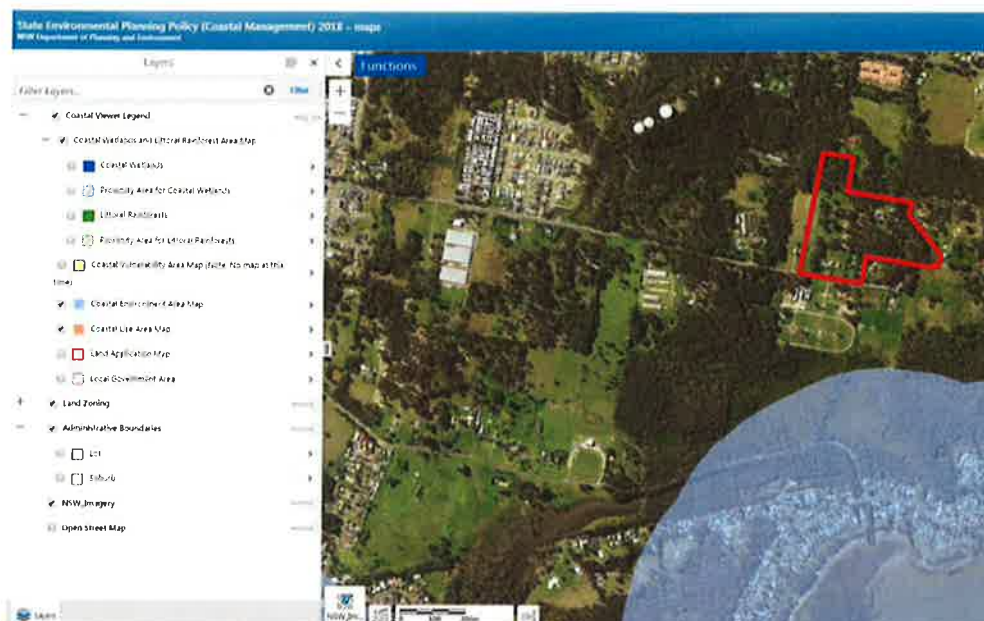 State Environmental Planning Policy (Coastal Management) 2018 - maps
NSW Department of Planning and Environment
Layers
Functions
Filter Layers...
Filter
Coastal Viewer Legend
Coastal Wetlands and Littoral Rainforest Area Map
Coastal Wetlands
Proximity Area for Coastal Wetlands
Littoral Rainforests
Proximity Area for Littoral Rainforests
Coastal Vulnerability Area Map (Note: No map at this
time)
Coastal Environment Area Map
Coastal Use Area Map
Land Application Map
Local Government Area
Land Zoning
Administrative Boundaries
Lot
Suburb
NSW_Imagery
Open Street Map
Layers